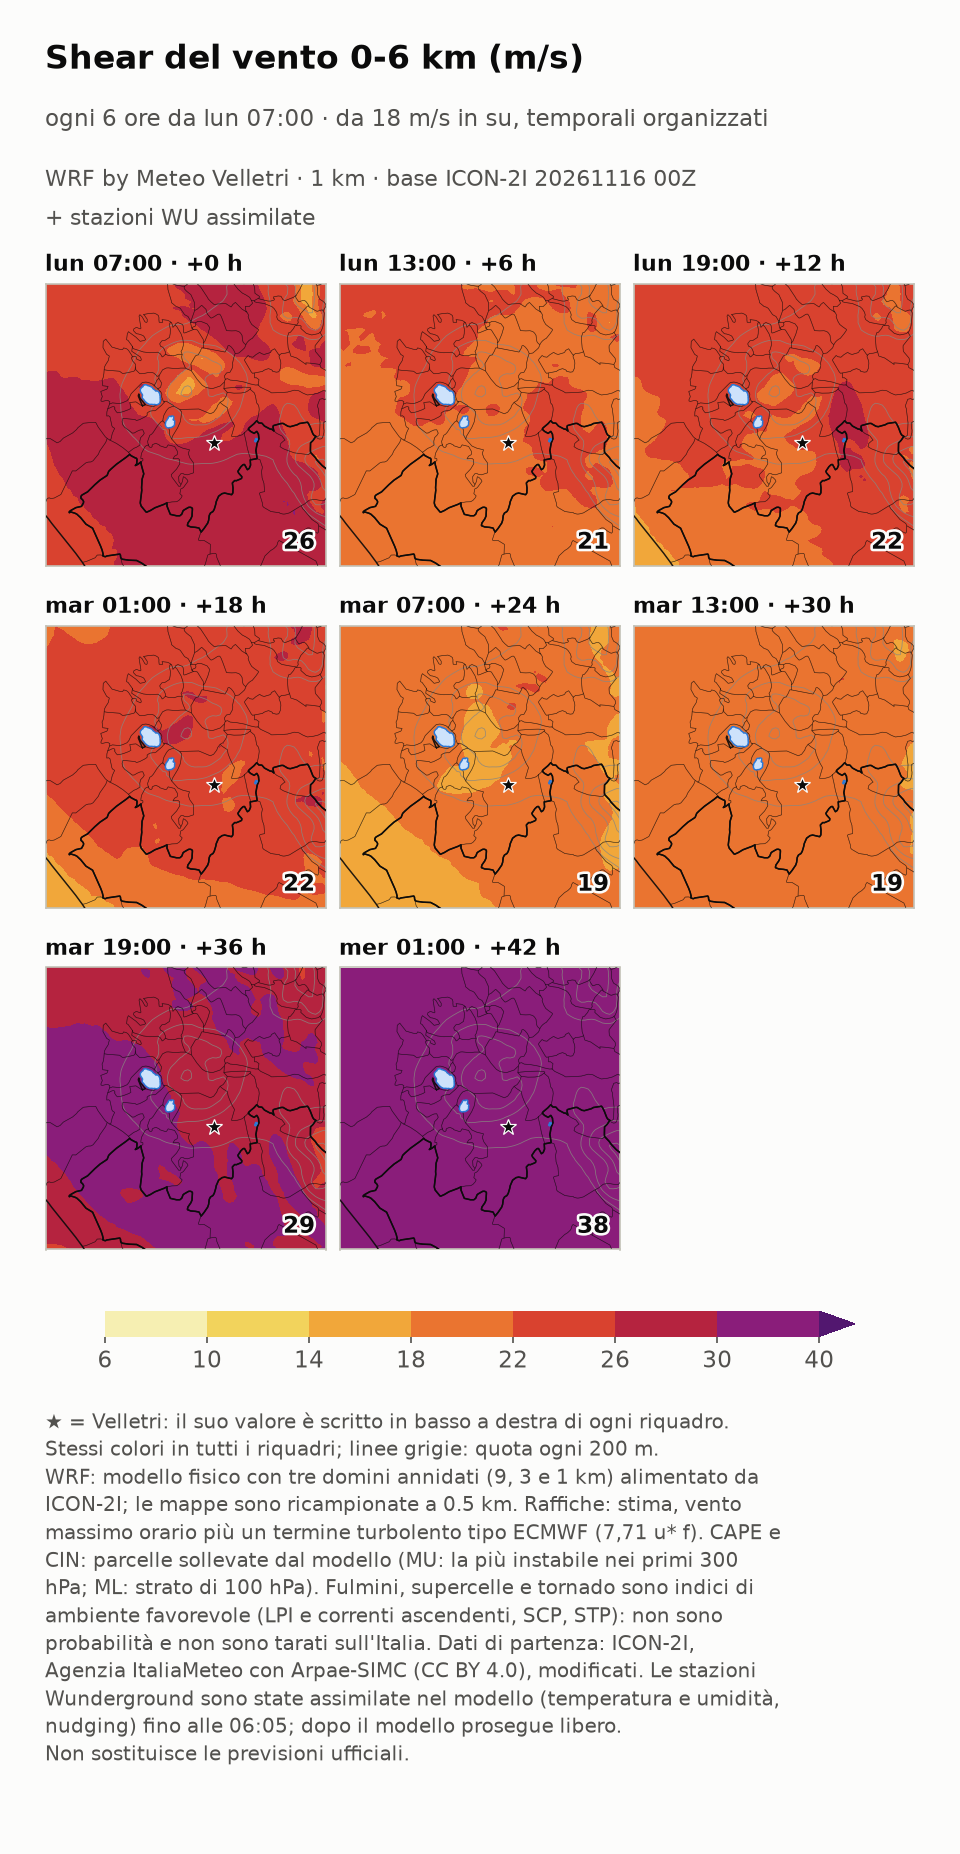 Shear del vento 0-6 km (m/s)
ogni 6 ore da lun 07:00 · da 18 m/s in su, temporali organizzati
WRF by Meteo Velletri · 1 km · base ICON-2I 20261116 00Z
+ stazioni WU assimilate
lun 07:00 · +0 h
lun 13:00 · +6 h
lun 19:00 · +12 h
26
21
22
mar 01:00 · +18 h
mar 07:00 · +24 h
mar 13:00 · +30 h
22
19
19
mar 19:00 · +36 h
mer 01:00 · +42 h
29
38
6 10 14 18 22 26 30 40
★ = Velletri: il suo valore è scritto in basso a destra di ogni riquadro.
Stessi colori in tutti i riquadri; linee grigie: quota ogni 200 m.
WRF: modello fisico con tre domini annidati (9, 3 e 1 km) alimentato da
ICON-2I; le mappe sono ricampionate a 0.5 km. Raffiche: stima, vento
massimo orario più un termine turbolento tipo ECMWF (7,71 u* f). CAPE e
CIN: parcelle sollevate dal modello (MU: la più instabile nei primi 300
hPa; ML: strato di 100 hPa). Fulmini, supercelle e tornado sono indici di
ambiente favorevole (LPI e correnti ascendenti, SCP, STP): non sono
probabilità e non sono tarati sull'Italia. Dati di partenza: ICON-2I,
Agenzia ItaliaMeteo con Arpae-SIMC (CC BY 4.0), modificati. Le stazioni
Wunderground sono state assimilate nel modello (temperatura e umidità,
nudging) fino alle 06:05; dopo il modello prosegue libero.
Non sostituisce le previsioni ufficiali.